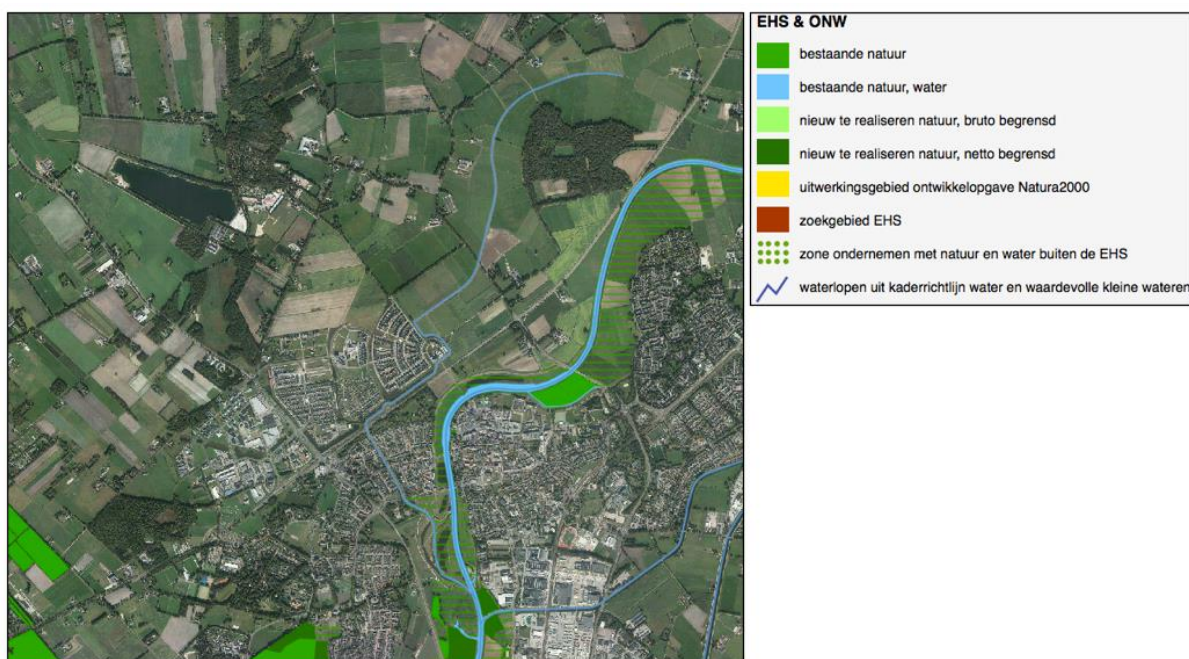 EHS & ONW
bestaande natuur
bestaande natuur, water
nieuw te realiseren natuur, bruto begrensd
nieuw te realiseren natuur, netto begrensd
uitwerkingsgebied ontwikkelopgave Natura2000
zoekgebied EHS
zone ondernemen met natuur en water buiten de EHS
waterlopen uit kaderrichtlijn water en waardevolle kleine wateren